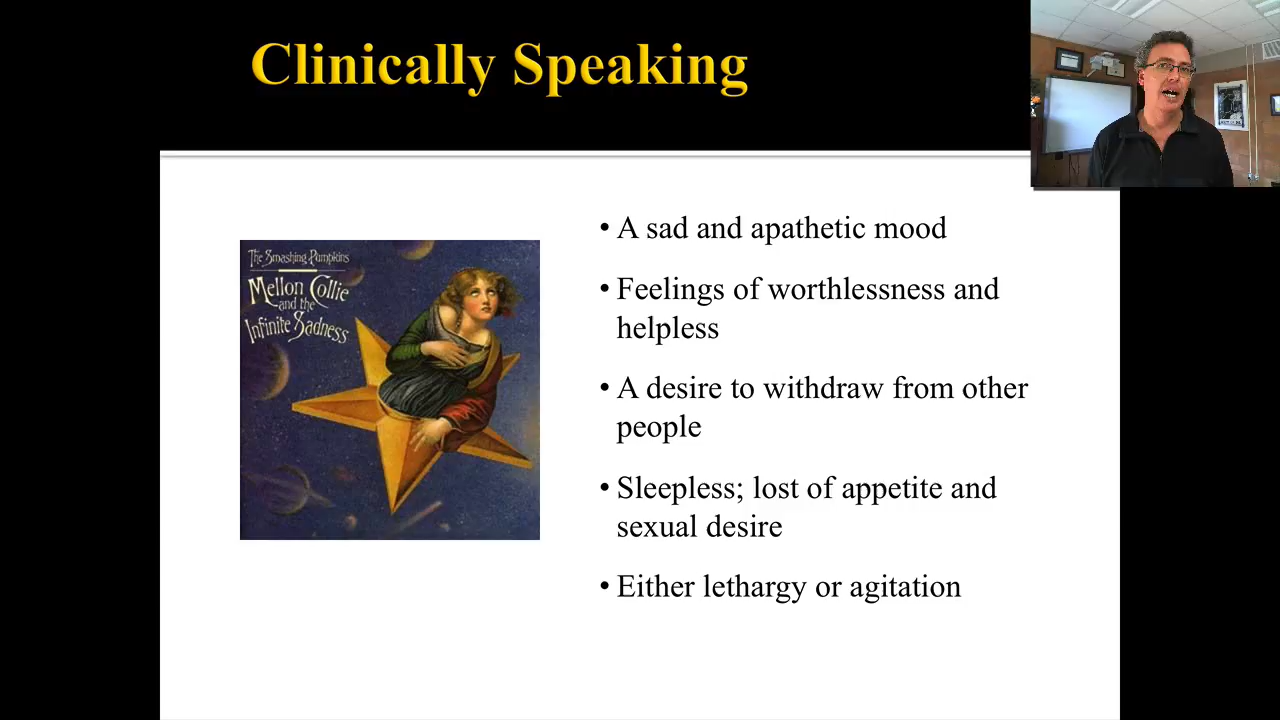 Clinically Speaking
The Smashing Pumpkins
Mellon Collie
and the
Infinite Sadness
• A sad and apathetic mood
• Feelings of worthlessness and
helpless
• A desire to withdraw from other
people
• Sleepless; lost of appetite and
sexual desire
• Either lethargy or agitation